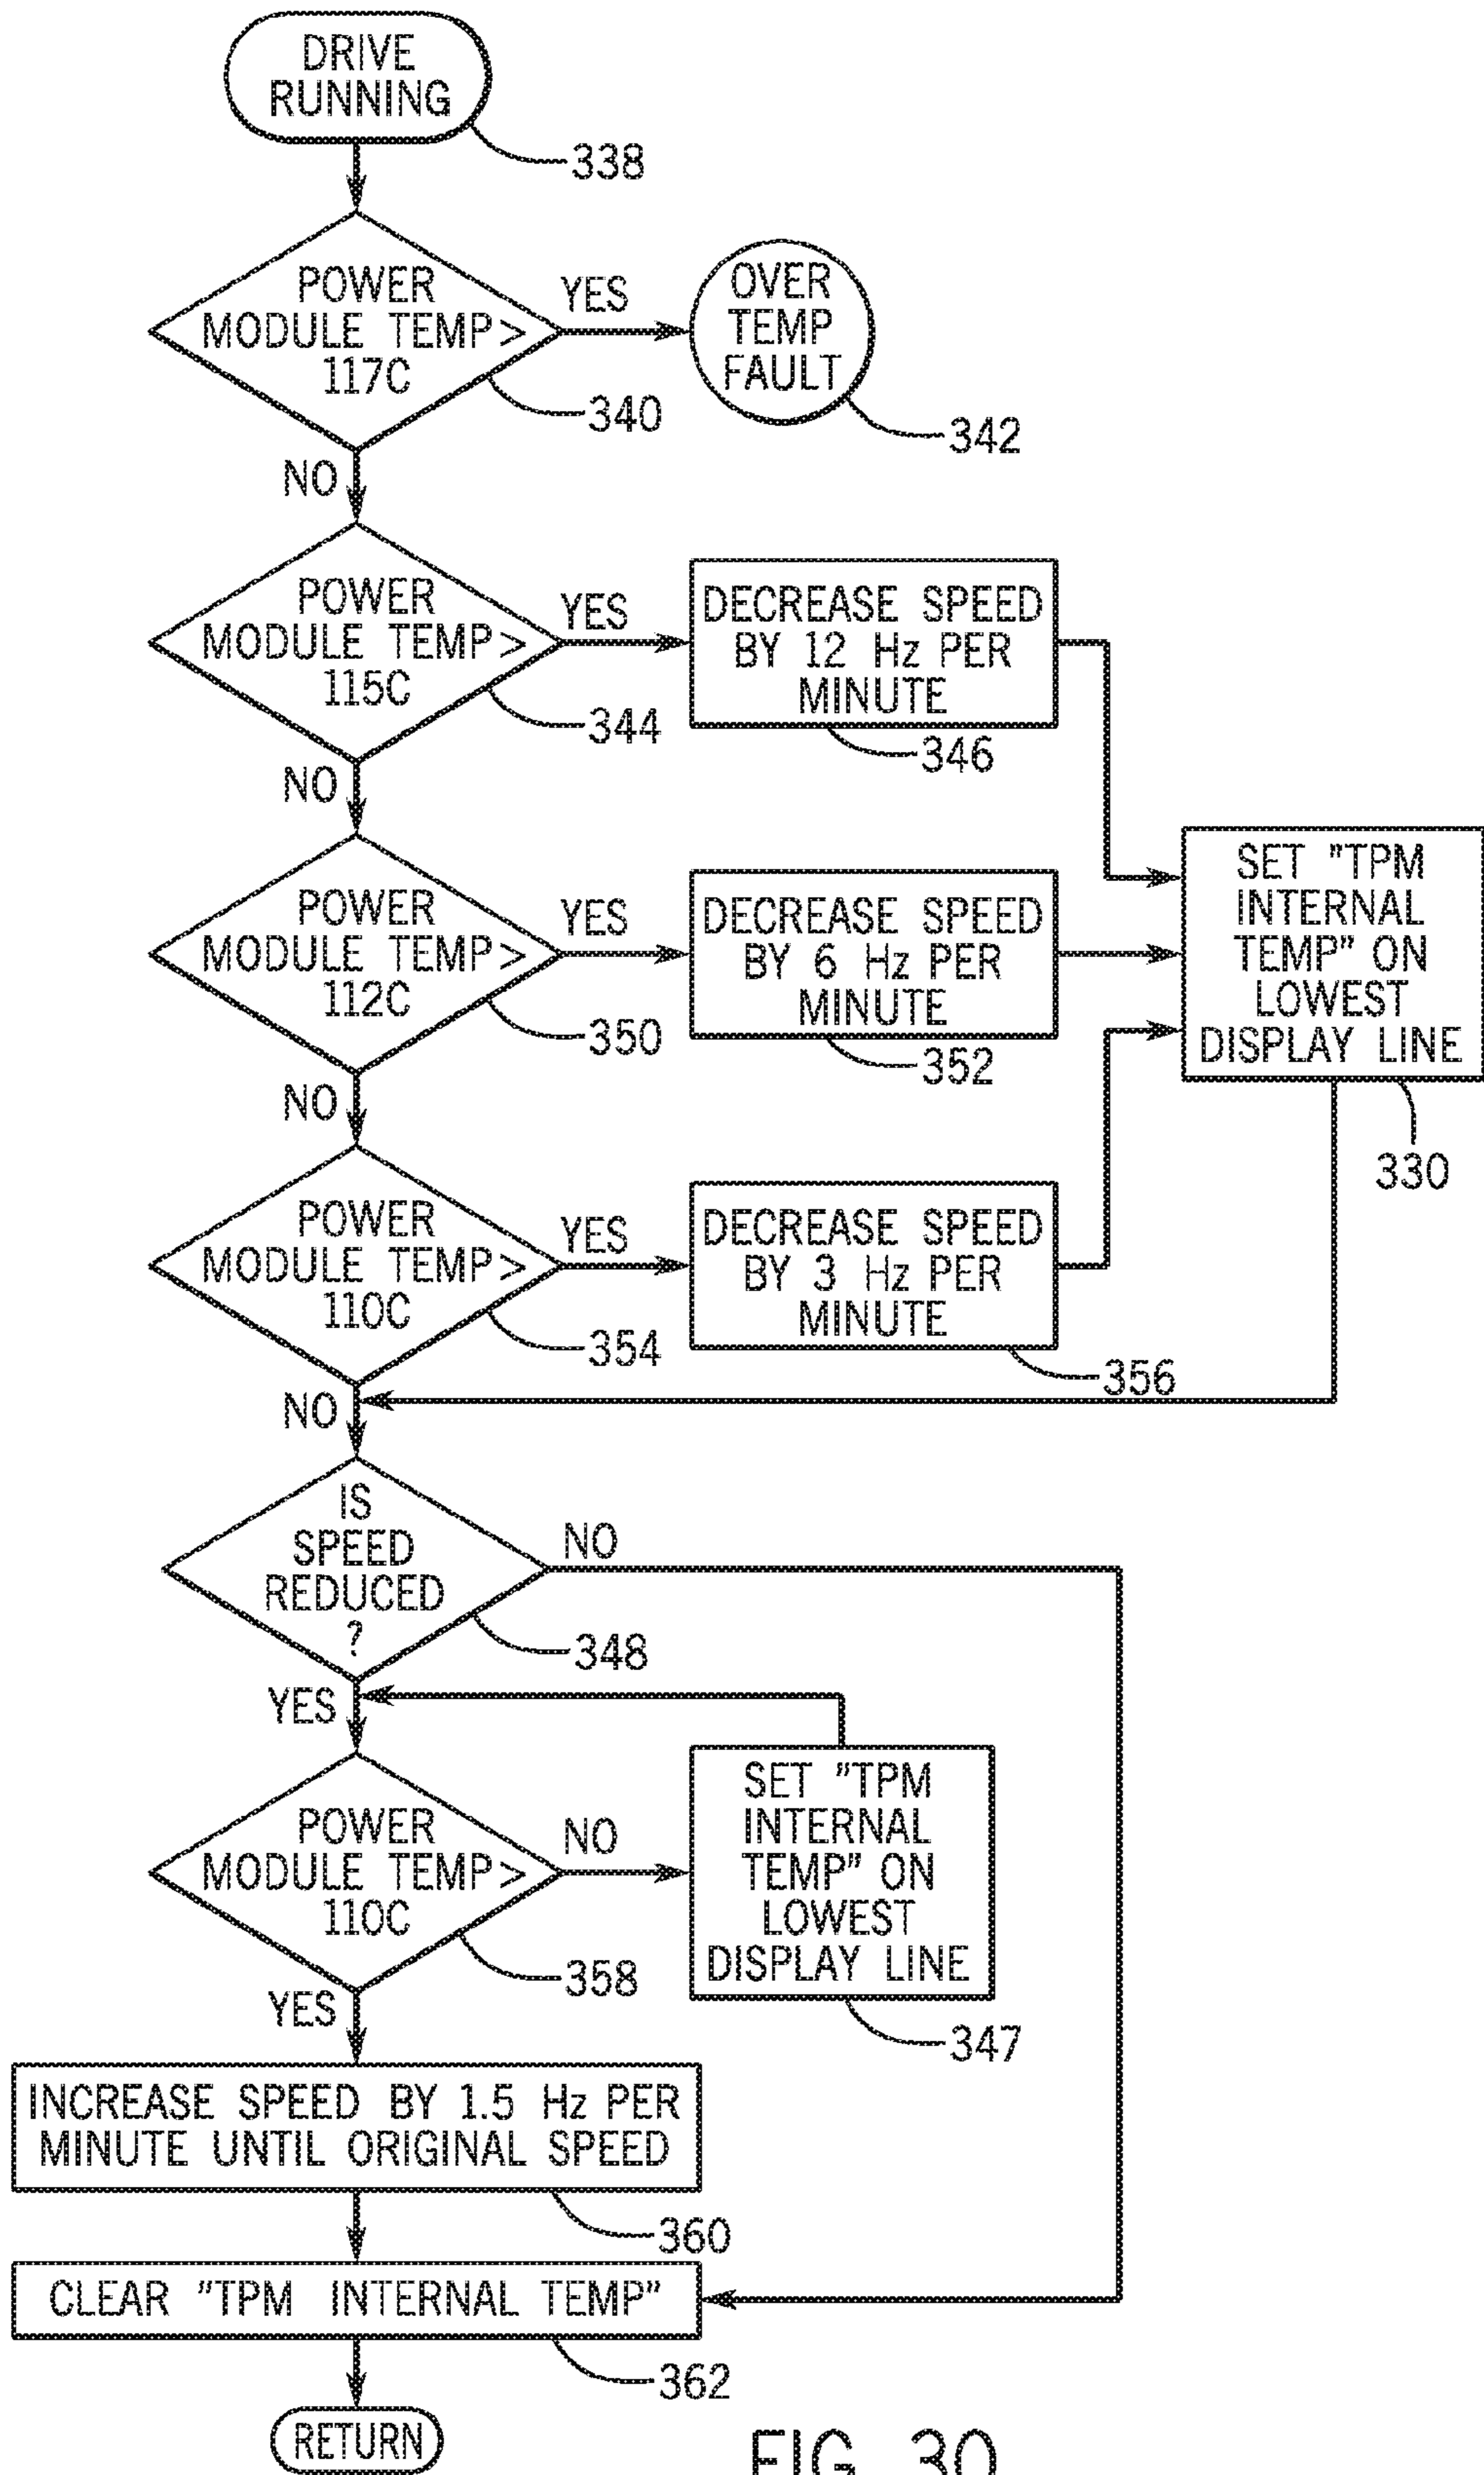 DRIVE
RUNNING
338
POWER
MODULE TEMP >
117C
340
YES
OVER
TEMP
FAULT
342
NO
POWER
MODULE TEMP >
115C
344
YES
DECREASE SPEED
BY 12 Hz PER
MINUTE
346
NO
POWER
MODULE TEMP >
112C
350
YES
DECREASE SPEED
BY 6 Hz PER
MINUTE
352
SET "TPM
INTERNAL
TEMP" ON
LOWEST
DISPLAY LINE
330
NO
POWER
MODULE TEMP >
110C
354
YES
DECREASE SPEED
BY 3 Hz PER
MINUTE
356
NO
IS
SPEED
REDUCED
?
348
NO
YES
POWER
MODULE TEMP >
110C
358
NO
SET "TPM
INTERNAL
TEMP" ON
LOWEST
DISPLAY LINE
347
YES
INCREASE SPEED BY 1.5 Hz PER
MINUTE UNTIL ORIGINAL SPEED
360
CLEAR "TPM INTERNAL TEMP"
362
RETURN
FIG. 30